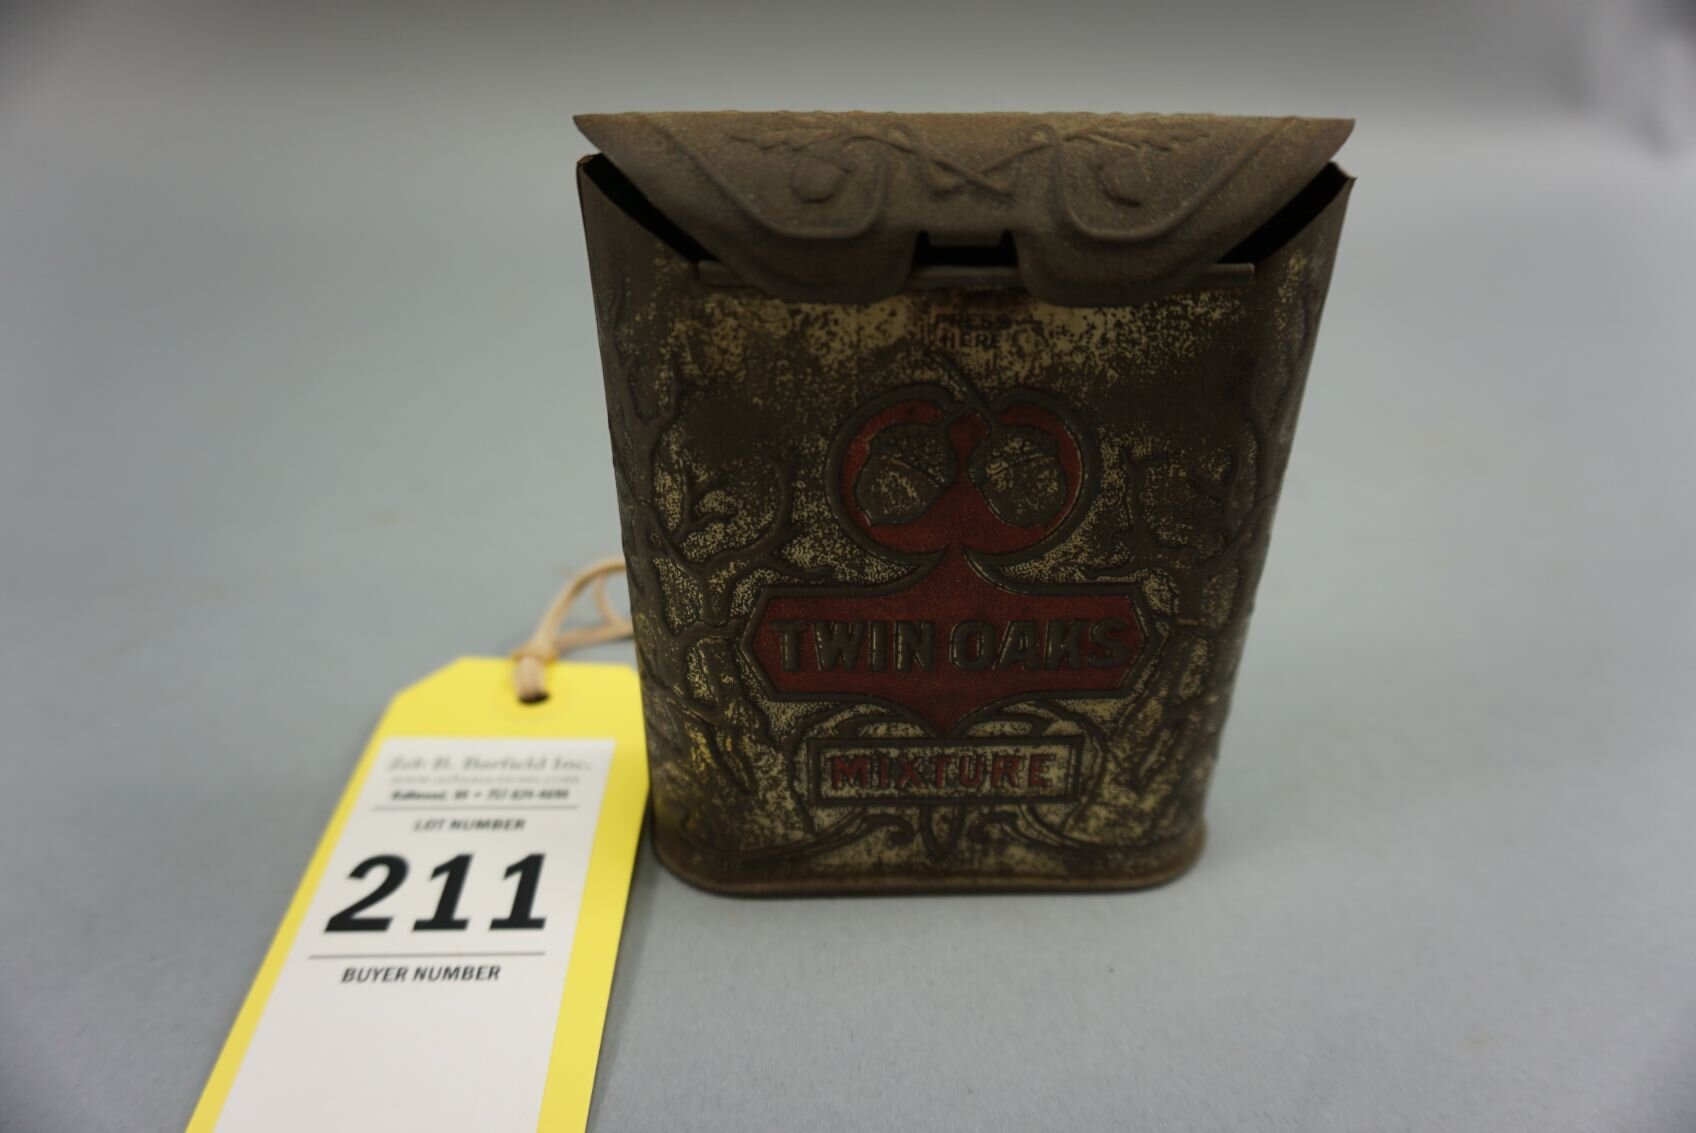 PRESS
HERE
TWIN OAKS
MIXTURE
Zeb B. Barfield Inc.
LOT NUMBER
211
BUYER NUMBER